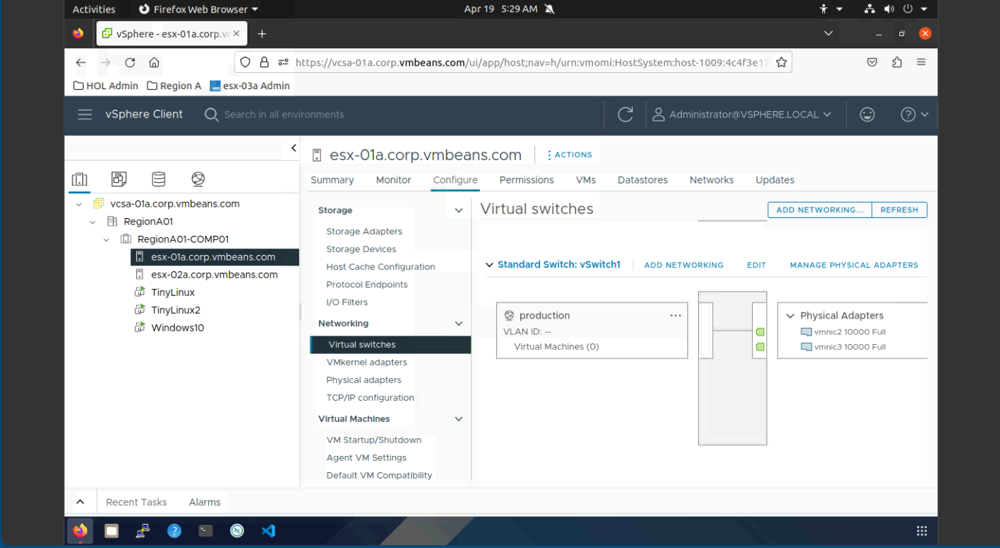 Activities
Firefox Web Browser
Apr 19 5:29 AM
vSphere - esx-01a.corp.vm
https://vcsa-01a.corp.vmbeans.com/ui/app/host;nav=h/urn:vmomi:HostSystem:host-1009:4c4f3e17
HOL Admin
Region A
esx-03a Admin
vSphere Client
Search in all environments
Administrator@VSPHERE.LOCAL
vcsa-01a.corp.vmbeans.com
RegionA01
RegionA01-COMP01
esx-01a.corp.vmbeans.com
esx-02a.corp.vmbeans.com
TinyLinux
TinyLinux2
Windows10
esx-01a.corp.vmbeans.com
ACTIONS
Summary Monitor Configure Permissions VMs Datastores Networks Updates
Storage
Storage Adapters
Storage Devices
Host Cache Configuration
Protocol Endpoints
I/O Filters
Networking
Virtual switches
VMkernel adapters
Physical adapters
TCP/IP configuration
Virtual Machines
VM Startup/Shutdown
Agent VM Settings
Default VM Compatibility
Virtual switches
ADD NETWORKING...
REFRESH
Standard Switch: vSwitch1
ADD NETWORKING
EDIT
MANAGE PHYSICAL ADAPTERS
production
...
VLAN ID: --
Virtual Machines (0)
Physical Adapters
vmnic2 10000 Full
vmnic3 10000 Full
Recent Tasks
Alarms